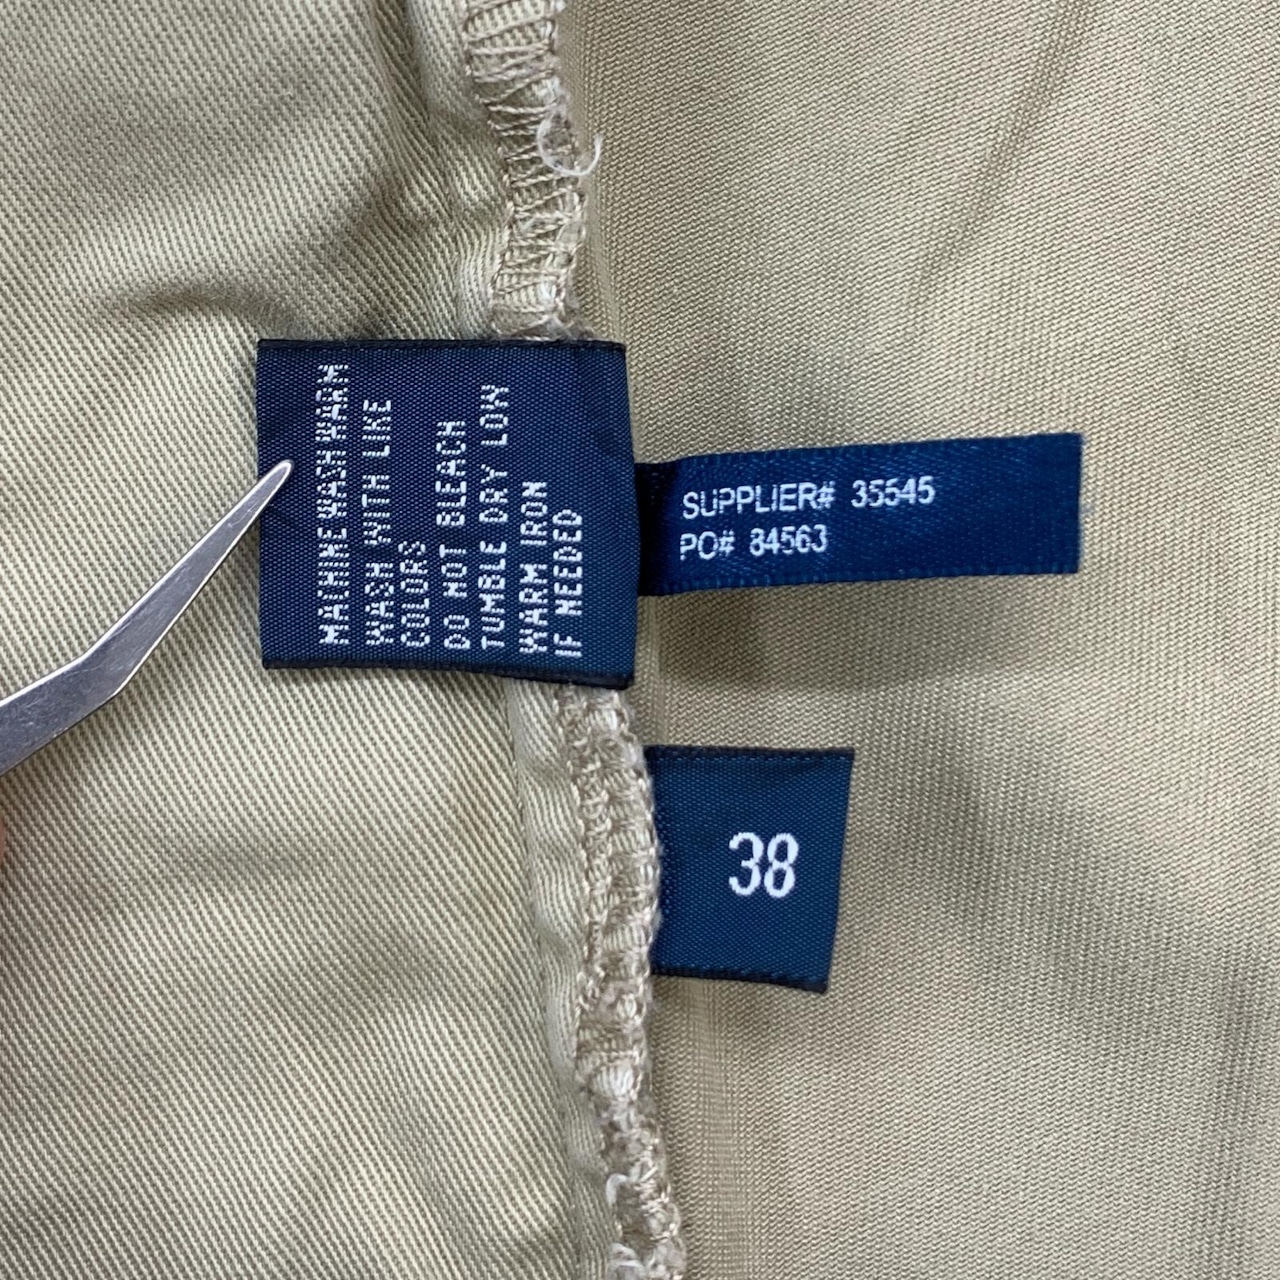 MACHINE WASH WARM
WASH WITH LIKE
COLORS
DO NOT BLEACH
TUMBLE DRY LOW
WARM IRON
IF NEEDED
SUPPLIER# 35545
PO# 84563
38